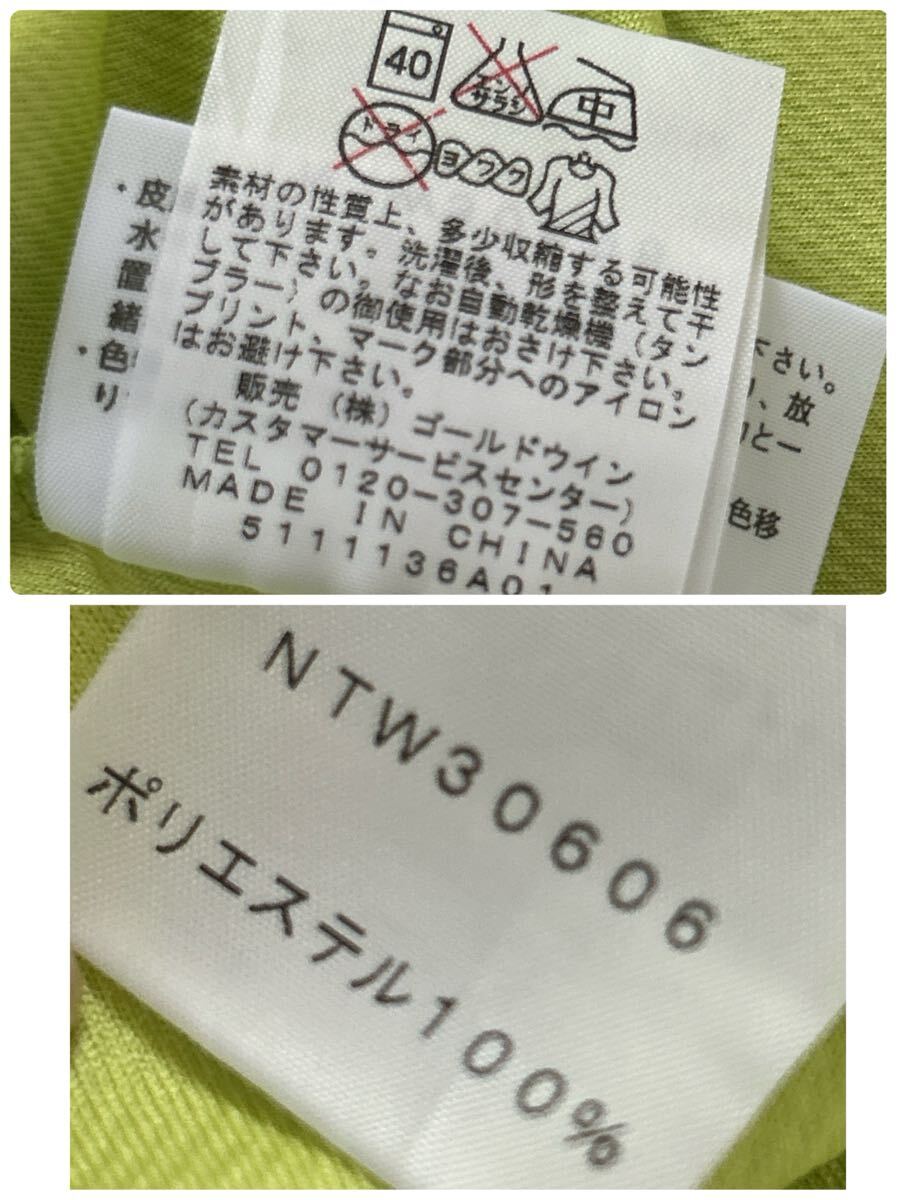 40
エンソ
サラシ
中
ドライ
ヨワク
素材の性質上、多少収縮する可能性
があります。洗濯後、形を整えて干
して下さい。なお自動乾燥機(タン
ブラー)の御使用はおさけ下さい。
プリント、マーク部分へのアイロン
はお避け下さい。
販売 (株)ゴールドウイン
(カスタマーサービスセンター)
TEL 0120-307-560
MADE IN CHINA
5111136A01
・皮
水
置
緒
・色
り
下さい。
、放
と一
色移
NTW30606
ポリエステル100%